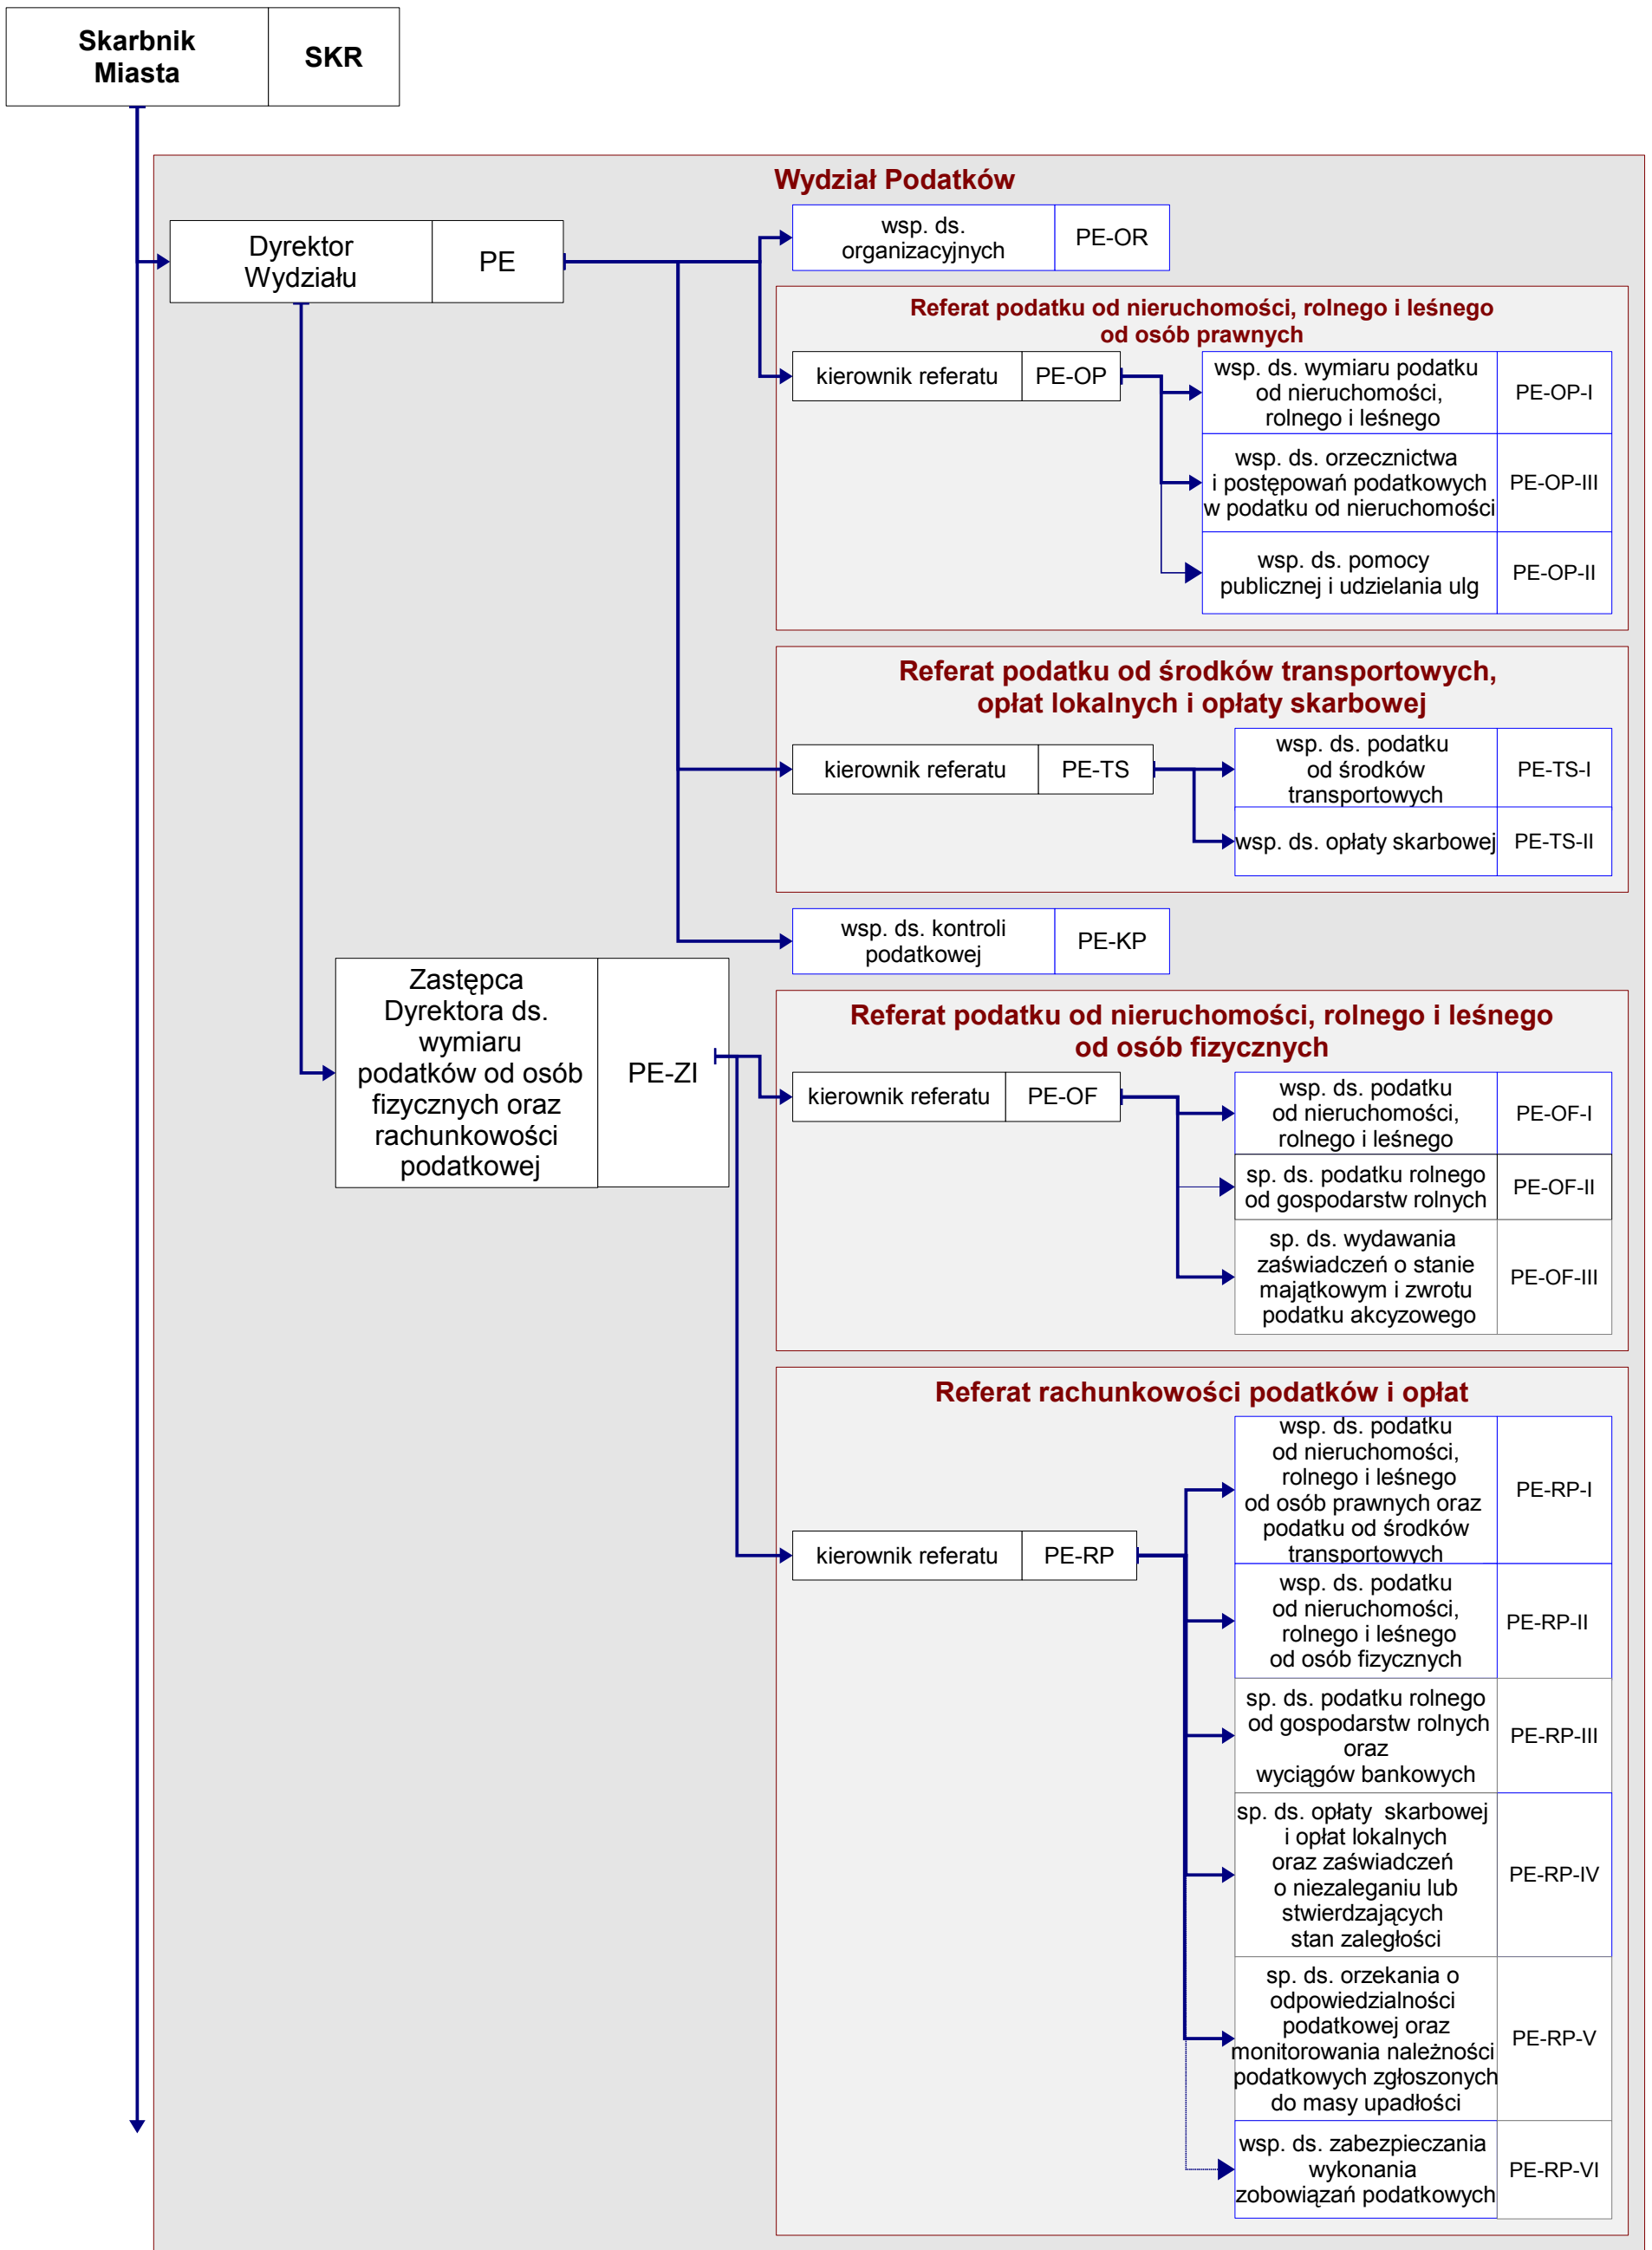 Skarbnik
Miasta
SKR
Wydział Podatków
Dyrektor
Wydziału
PE
wsp. ds.
organizacyjnych
PE-OR
Referat podatku od nieruchomości, rolnego i leśnego
od osób prawnych
kierownik referatu
PE-OP
wsp. ds. wymiaru podatku
od nieruchomości,
rolnego i leśnego
PE-OP-I
wsp. ds. orzecznictwa
i postępowań podatkowych
w podatku od nieruchomości
PE-OP-III
wsp. ds. pomocy
publicznej i udzielania ulg
PE-OP-II
Referat podatku od środków transportowych,
opłat lokalnych i opłaty skarbowej
kierownik referatu
PE-TS
wsp. ds. podatku
od środków
transportowych
PE-TS-I
wsp. ds. opłaty skarbowej
PE-TS-II
wsp. ds. kontroli
podatkowej
PE-KP
Zastępca
Dyrektora ds.
wymiaru
podatków od osób
fizycznych oraz
rachunkowości
podatkowej
PE-ZI
Referat podatku od nieruchomości, rolnego i leśnego
od osób fizycznych
kierownik referatu
PE-OF
wsp. ds. podatku
od nieruchomości,
rolnego i leśnego
PE-OF-I
sp. ds. podatku rolnego
od gospodarstw rolnych
PE-OF-II
sp. ds. wydawania
zaświadczeń o stanie
majątkowym i zwrotu
podatku akcyzowego
PE-OF-III
Referat rachunkowości podatków i opłat
kierownik referatu
PE-RP
wsp. ds. podatku
od nieruchomości,
rolnego i leśnego
od osób prawnych oraz
podatku od środków
transportowych
PE-RP-I
wsp. ds. podatku
od nieruchomości,
rolnego i leśnego
od osób fizycznych
PE-RP-II
sp. ds. podatku rolnego
od gospodarstw rolnych
oraz
wyciągów bankowych
PE-RP-III
sp. ds. opłaty skarbowej
i opłat lokalnych
oraz zaświadczeń
o niezaleganiu lub
stwierdzających
stan zaległości
PE-RP-IV
sp. ds. orzekania o
odpowiedzialności
podatkowej oraz
monitorowania należności
podatkowych zgłoszonych
do masy upadłości
PE-RP-V
wsp. ds. zabezpieczania
wykonania
zobowiązań podatkowych
PE-RP-VI